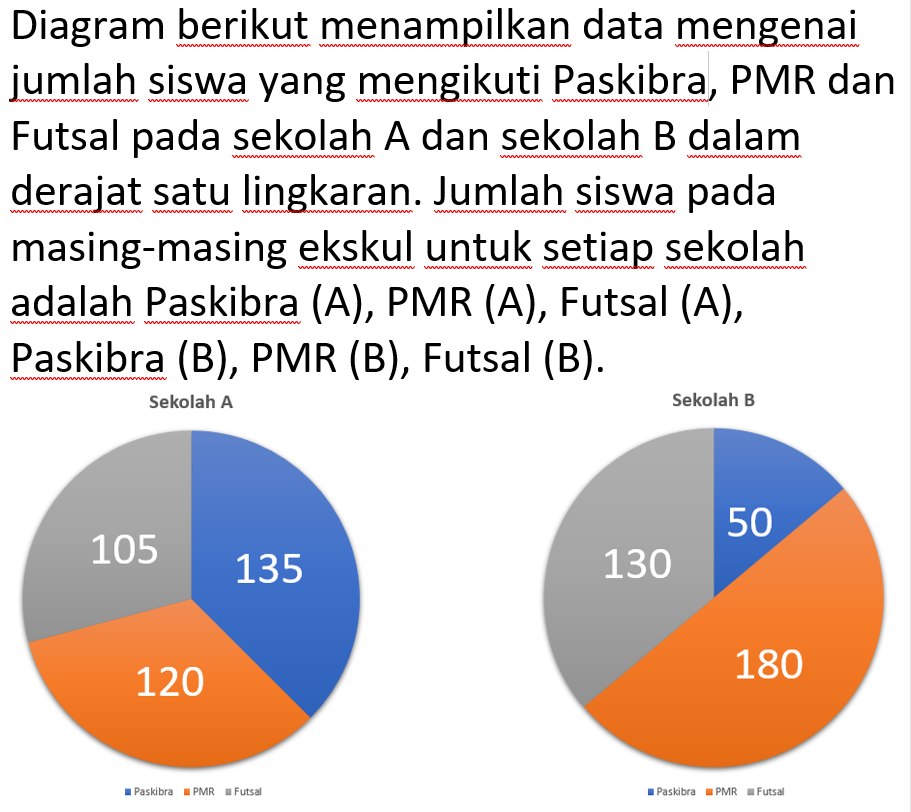 Diagram berikut menampilkan data mengenai
jumlah siswa yang mengikuti Paskibra, PMR dan
Futsal pada sekolah A dan sekolah B dalam
derajat satu lingkaran. Jumlah siswa pada
masing-masing ekskul untuk setiap sekolah
adalah Paskibra (A), PMR (A), Futsal (A),
Paskibra (B), PMR (B), Futsal (B).
Sekolah A
105
135
120
Paskibra PMR Futsal
Sekolah B
50
130
180
Paskibra PMR Futsal